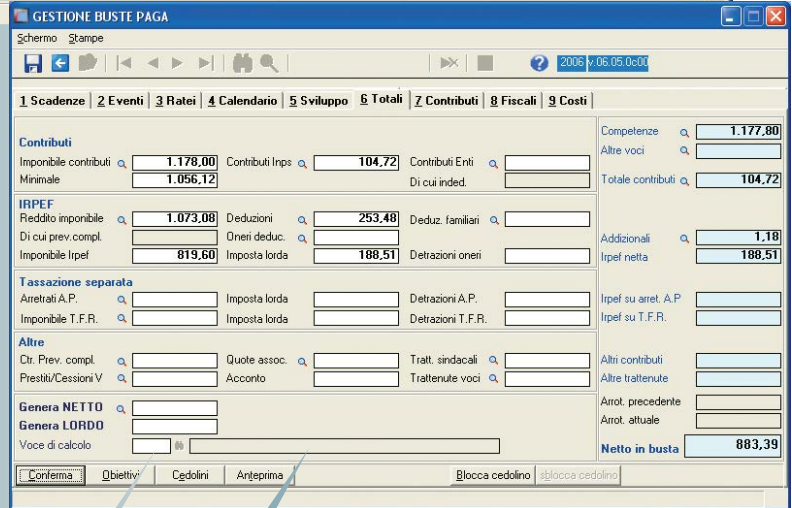 GESTIONE BUSTE PAGA
Schermo Stampe
2006 v.06.05.0c00
1 Scadenze 2 Eventi 3 Ratei 4 Calendario 5 Sviluppo 6 Totali 7 Contributi 8 Fiscali 9 Costi
Contributi
Imponibile contributi 1.178,00 Contributi Inps 104,72 Contributi Enti
Minimale 1.056,12 Di cui inded.
IRPEF
Reddito imponibile 1.073,08 Deduzioni 253,48 Deduz. familiari
Di cui prev.compl. Oneri deduc.
Imponibile Irpef 819,60 Imposta lorda 188,51 Detrazioni oneri
Tassazione separata
Arretrati A.P. Imposta lorda Detrazioni A.P.
Imponibile T.F.R. Imposta lorda Detrazioni T.F.R.
Altre
Ctr. Prev. compl. Quote assoc. Tratt. sindacali
Prestiti/Cessioni V Acconto Trattenute voci
Genera NETTO
Genera LORDO
Voce di calcolo
Competenze 1.177,80
Altre voci
Totale contributi 104,72
Addizionali 1,18
Irpef netta 188,51
Irpef su arret. A.P
Irpef su T.F.R.
Altri contributi
Altre trattenute
Arrot. precedente
Arrot. attuale
Netto in busta 883,39
Conferma Obiettivi Cedolini Anteprima Blocca cedolino sblocca cedolino